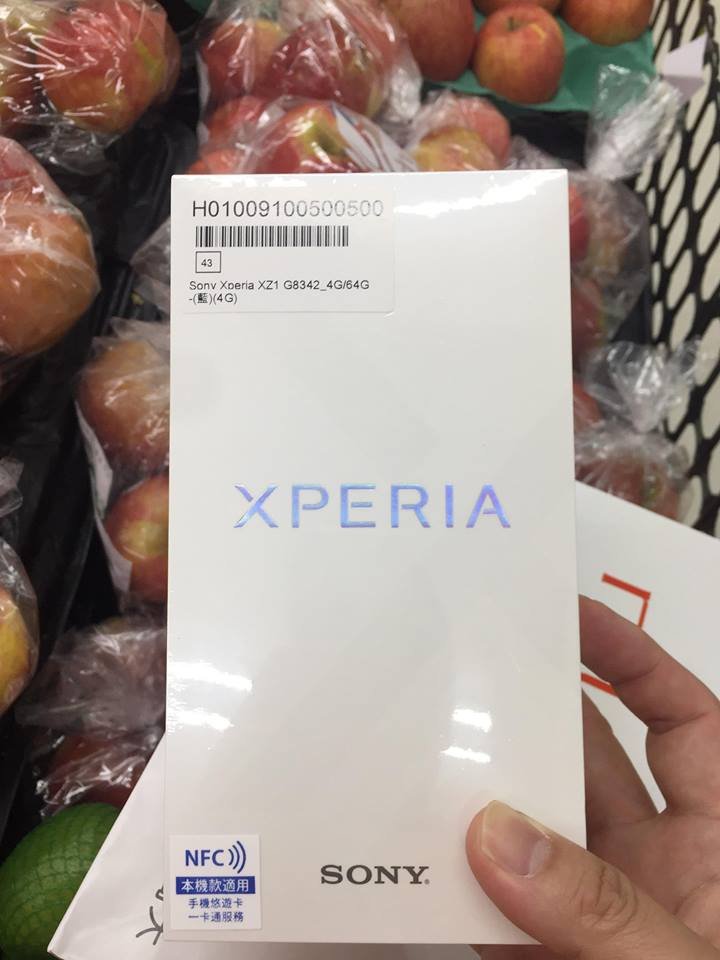 H01009100500500
43
Sony Xperia XZ1 G8342_4G/64G
-(藍)(4G)
XPERIA
NFC
本機款適用
手機悠遊卡
一卡通服務
SONY